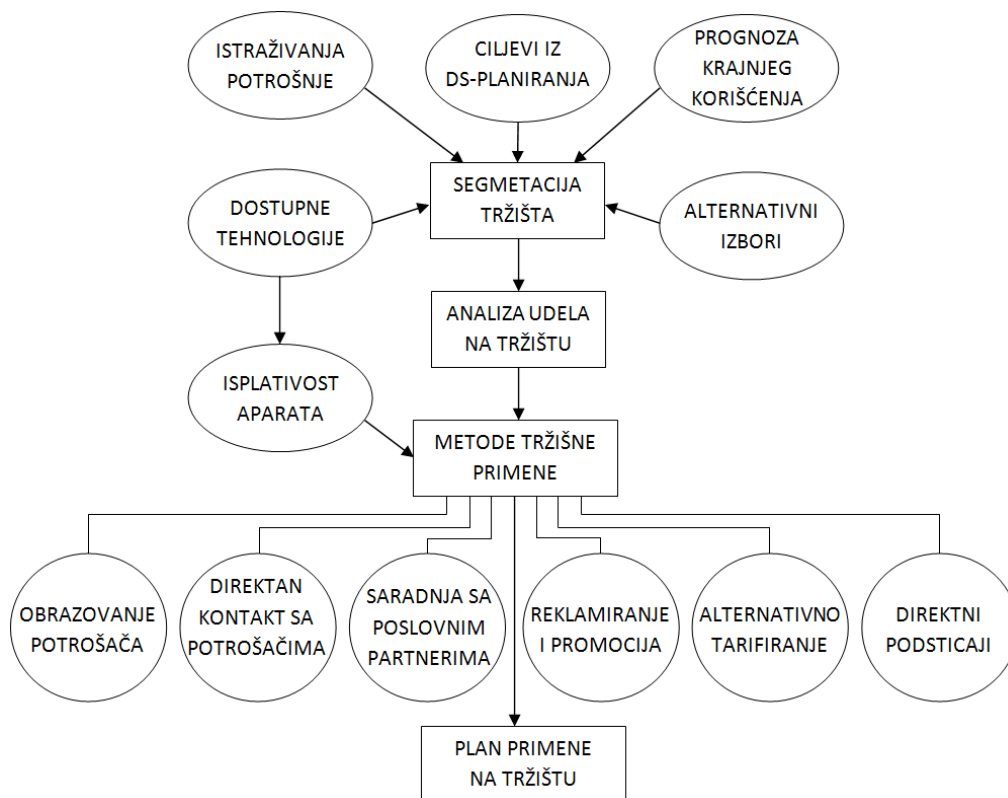 ISTRAŽIVANJA
POTROŠNJE
CILJEVI IZ
DS-PLANIRANJA
PROGNOZA
KRAJNJEG
KORIŠĆENJA
DOSTUPNE
TEHNOLOGIJE
SEGMETACIJA
TRŽIŠTA
ALTERNATIVNI
IZBORI
ANALIZA UDELA
NA TRŽIŠTU
ISPLATIVOST
APARATA
METODE TRŽIŠNE
PRIMENE
OBRAZOVANJE
POTROŠAČA
DIREKTAN
KONTAKT SA
POTROŠAČIMA
SARADNJA SA
POSLOVNIM
PARTNERIMA
REKLAMIRANJE
I PROMOCIJA
ALTERNATIVNO
TARIFIRANJE
DIREKTNI
PODSTICAJI
PLAN PRIMENE
NA TRŽIŠTU